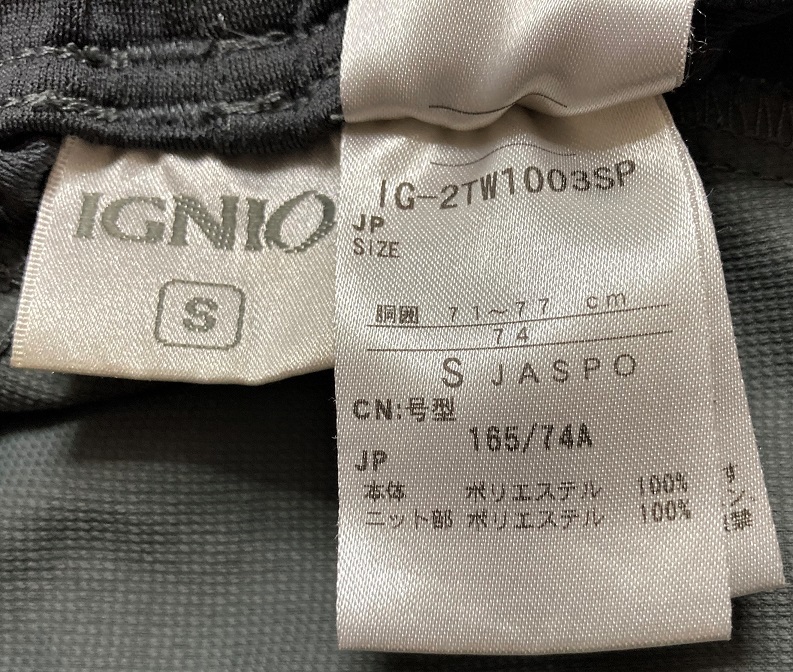 IGNIO
S
IG-2TW1003SP
JP
SIZE
胴囲 71~77 cm
74
S JASPO
CN:号型
165/74A
JP
本体 ポリエステル 100%
ニット部 ポリエステル 100%